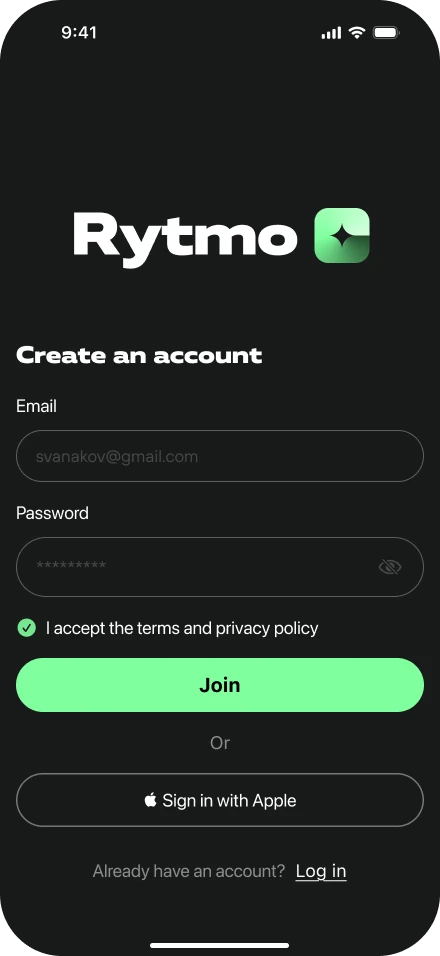 9:41
Rytmo
Create an account
Email
svanakov@gmail.com
Password
*********
I accept the terms and privacy policy
Join
Or
Sign in with Apple
Already have an account? Log in